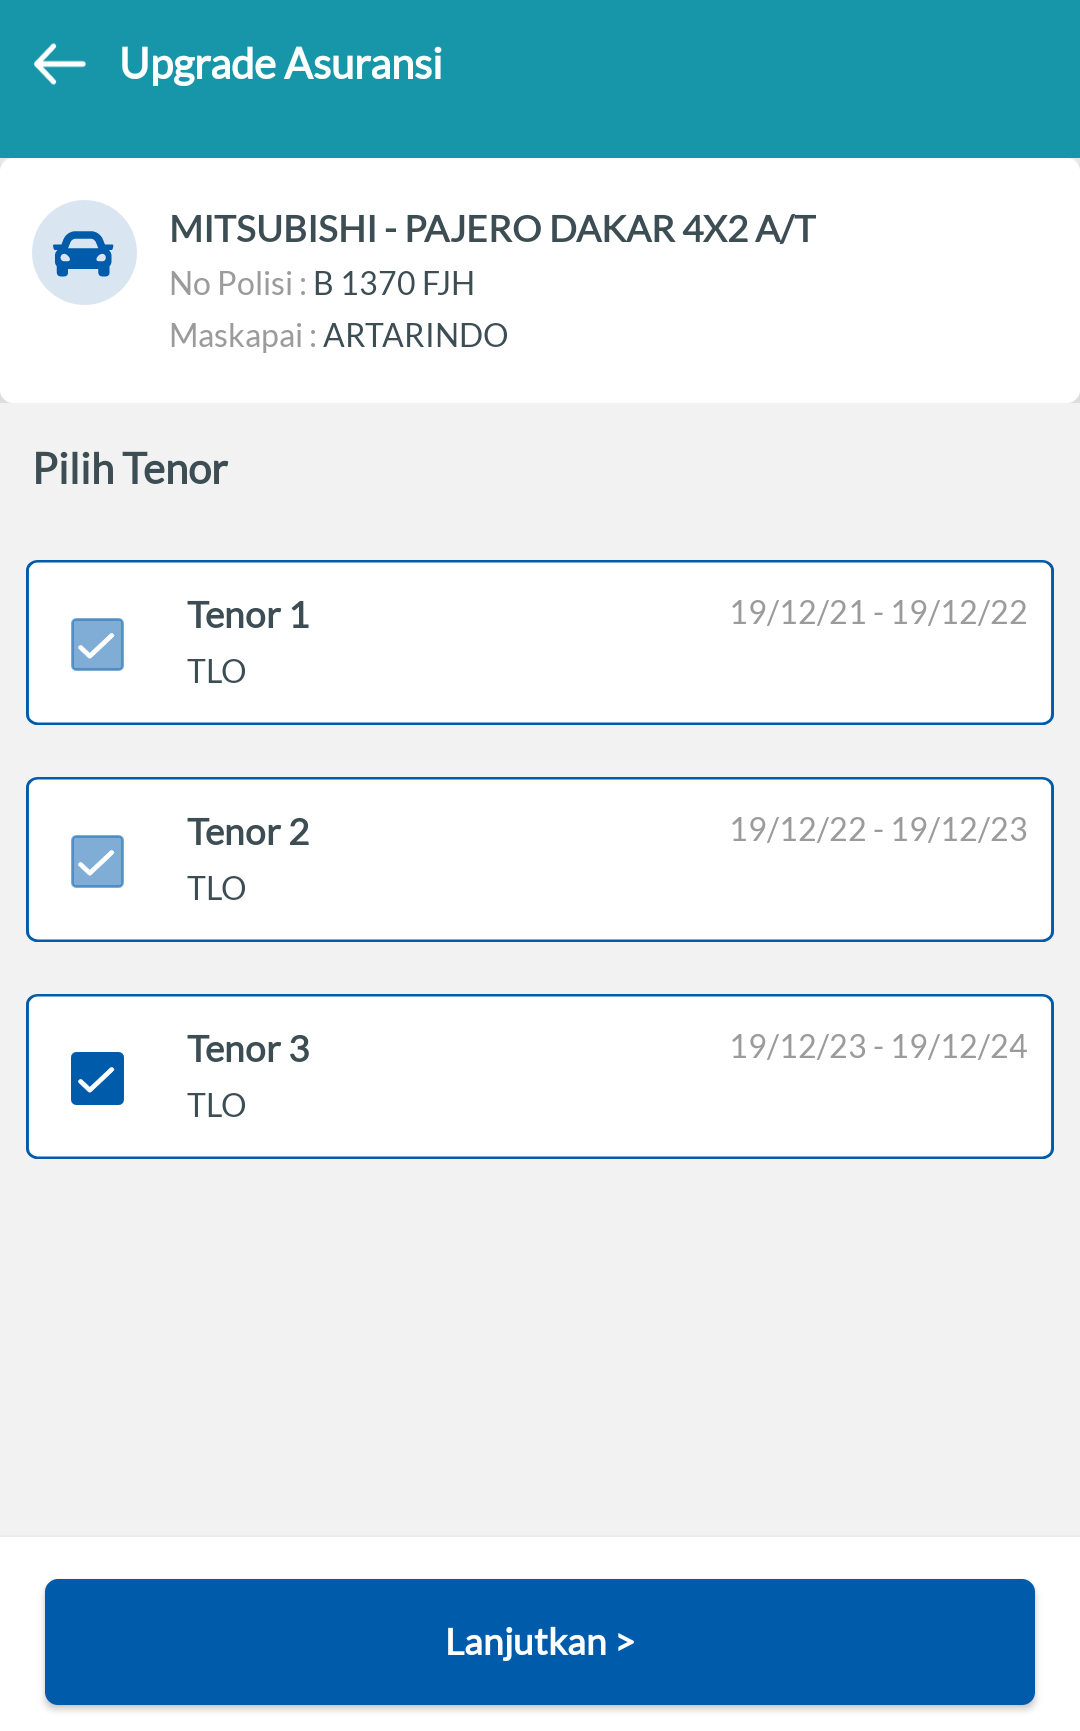 Upgrade Asuransi
MITSUBISHI - PAJERO DAKAR 4X2 A/T
No Polisi : B 1370 FJH
Maskapai : ARTARINDO
Pilih Tenor
Tenor 1
19/12/21 - 19/12/22
TLO
Tenor 2
19/12/22 - 19/12/23
TLO
Tenor 3
19/12/23 - 19/12/24
TLO
Lanjutkan >